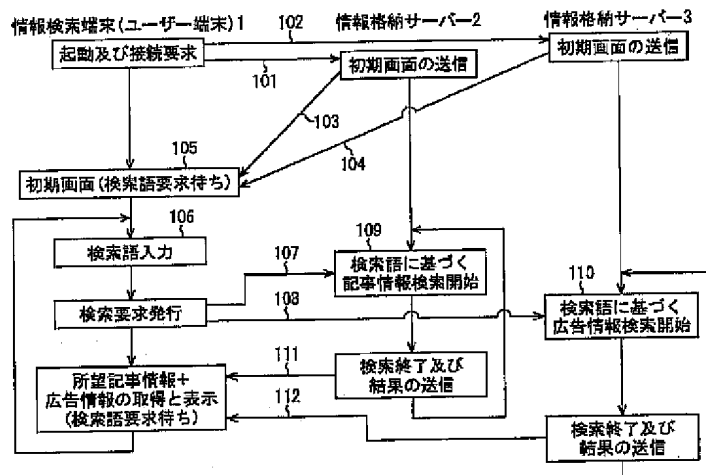 情報検索端末(ユーザー端末)1
102
情報格納サーバー2
情報格納サーバー3
起動及び接続要求
101
初期画面の送信
初期画面の送信
103
104
105
初期画面(検索語要求待ち)
106
検索語入力
107
109
検索語に基づく
記事情報検索開始
検索要求発行
108
110
検索語に基づく
広告情報検索開始
所望記事情報+
広告情報の取得と表示
(検索語要求待ち)
111
112
検索終了及び
結果の送信
検索終了及び
結果の送信